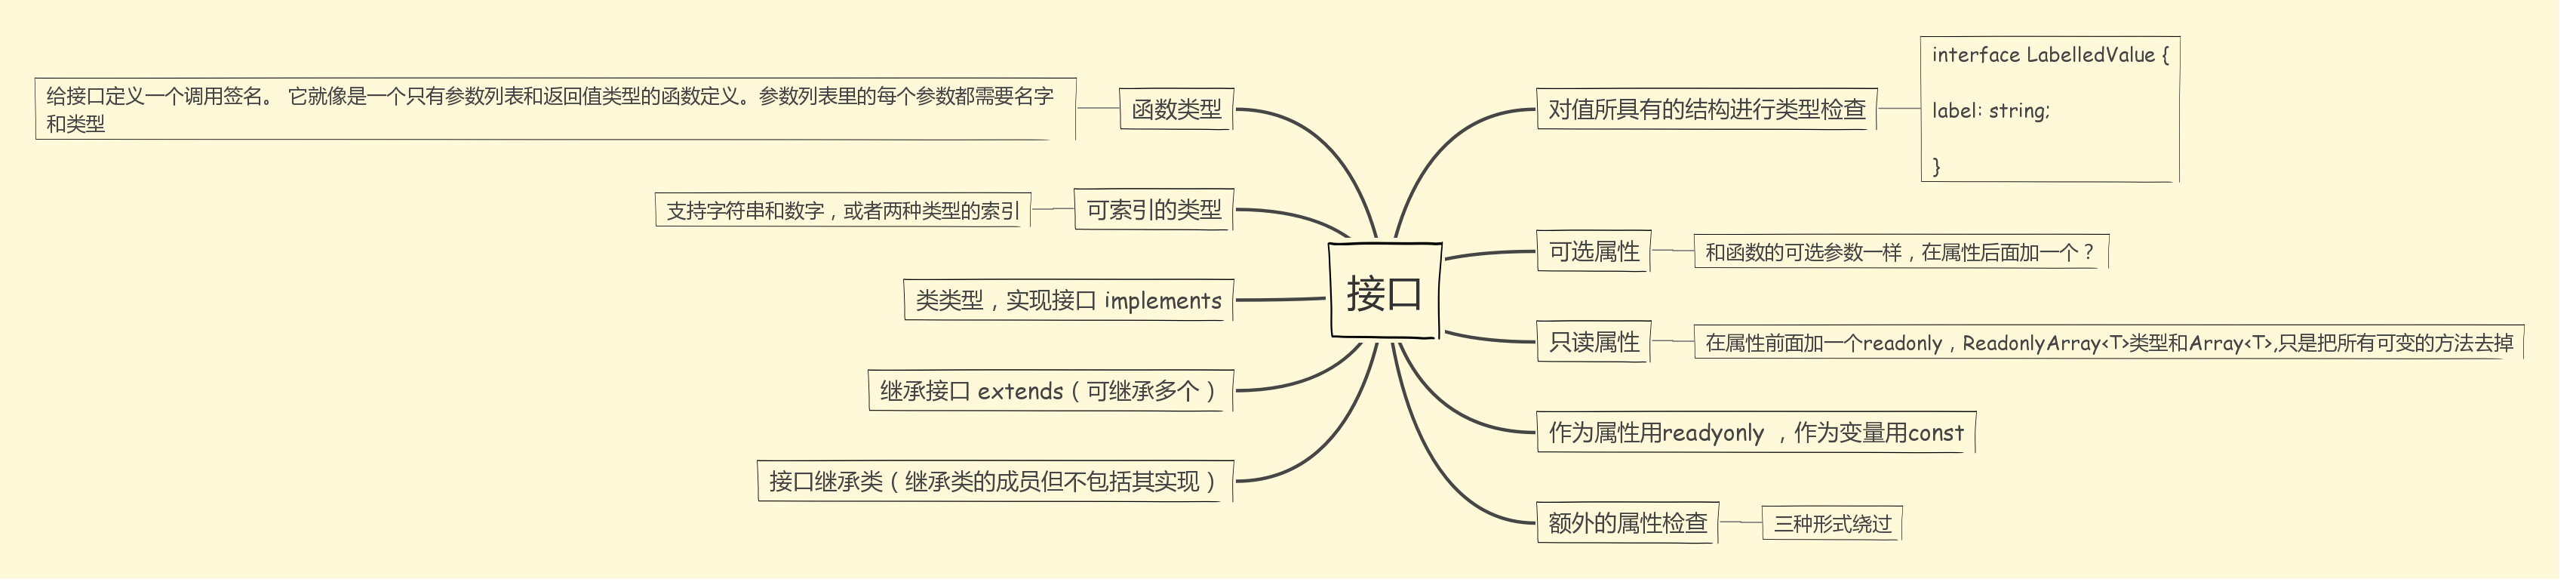 接口
对值所具有的结构进行类型检查
interface LabelledValue {
label: string;
}
可选属性
和函数的可选参数一样，在属性后面加一个？
只读属性
在属性前面加一个readonly，ReadonlyArray<T>类型和Array<T>,只是把所有可变的方法去掉
作为属性用readyonly ，作为变量用const
额外的属性检查
三种形式绕过
函数类型
给接口定义一个调用签名。 它就像是一个只有参数列表和返回值类型的函数定义。参数列表里的每个参数都需要名字
和类型
可索引的类型
支持字符串和数字，或者两种类型的索引
类类型，实现接口 implements
继承接口 extends（可继承多个）
接口继承类（继承类的成员但不包括其实现）